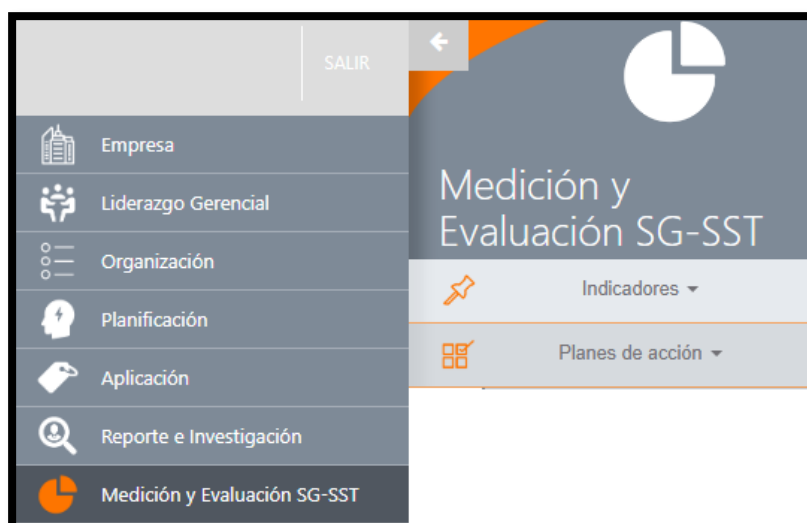 SALIR
Empresa
Liderazgo Gerencial
Organización
Planificación
Aplicación
Reporte e Investigación
Medición y Evaluación SG-SST
Medición y
Evaluación SG-SST
Indicadores
Planes de acción